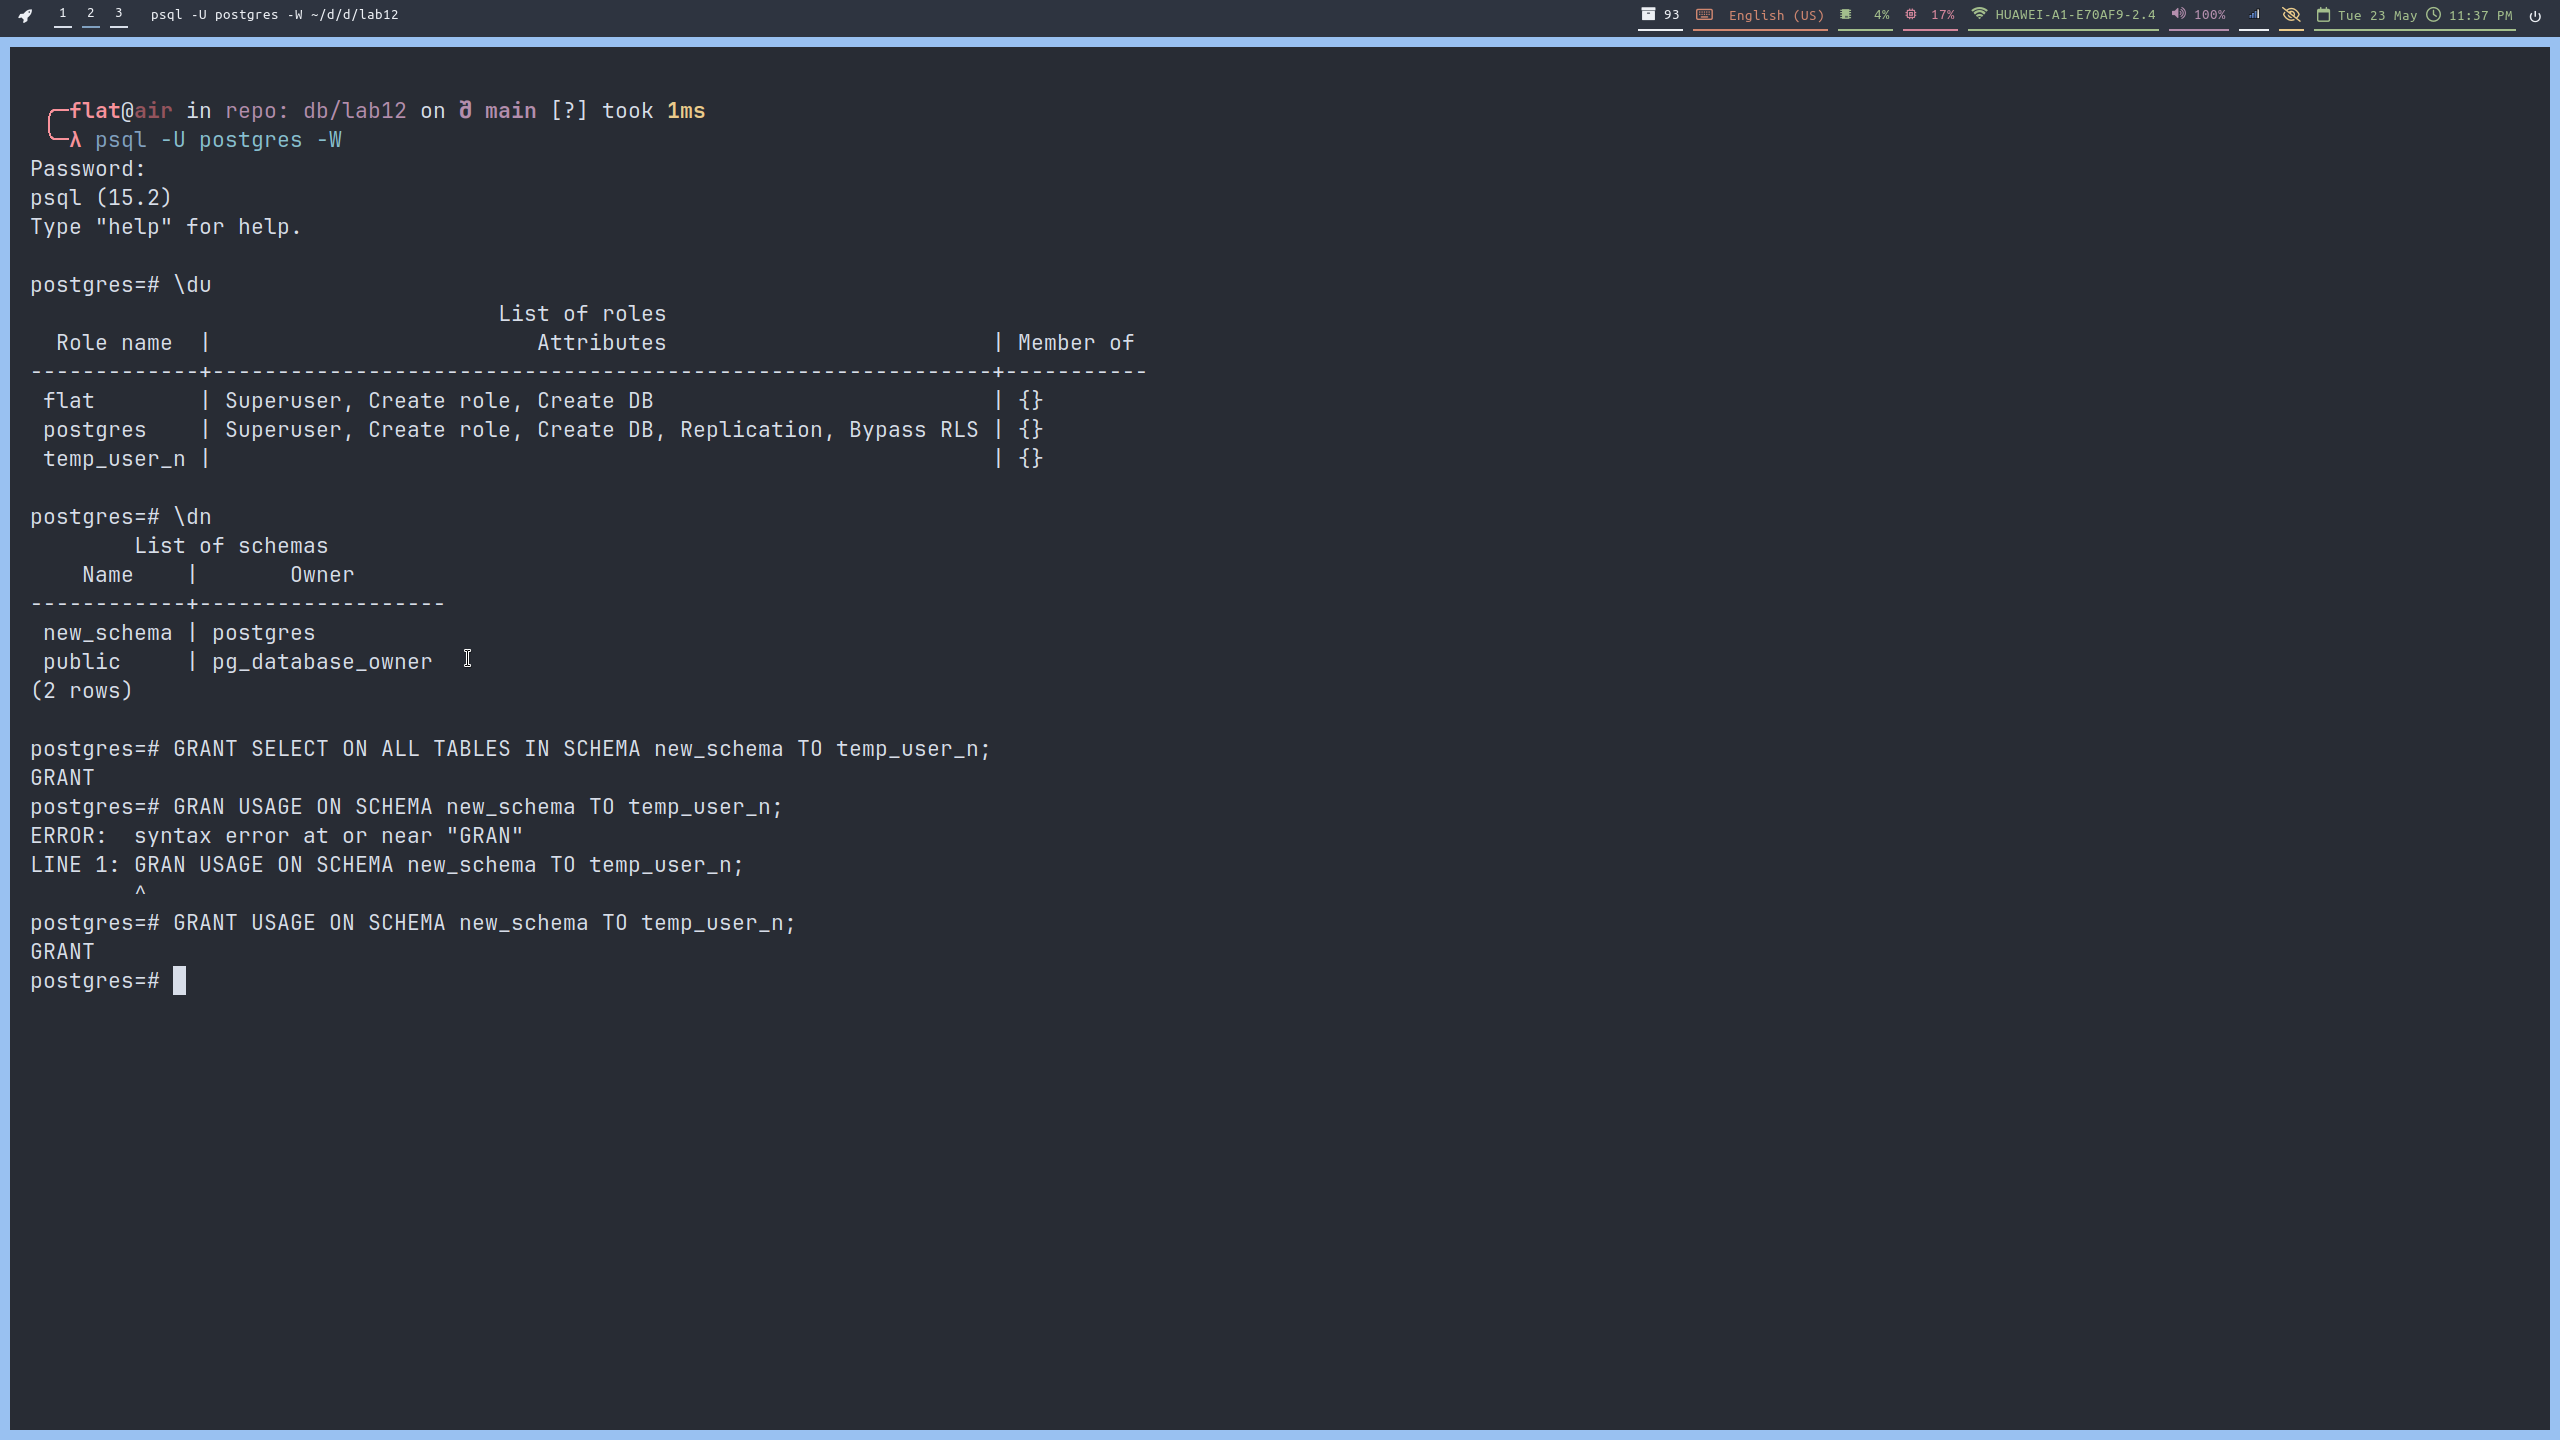 1 2 3 psql -U postgres -W ~/d/d/lab12 93 English (US) 4% 17% HUAWEI-A1-E70AF9-2.4 100% Tue 23 May 11:37 PM
flat@air in repo: db/lab12 on main [?] took 1ms
λ psql -U postgres -W
Password:
psql (15.2)
Type "help" for help.
postgres=# \du
List of roles
Role name | Attributes | Member of
-------------+------------------------------------------------------------+-----------
flat | Superuser, Create role, Create DB | {}
postgres | Superuser, Create role, Create DB, Replication, Bypass RLS | {}
temp_user_n | | {}
postgres=# \dn
List of schemas
Name | Owner
------------+-------------------
new_schema | postgres
public | pg_database_owner
(2 rows)
postgres=# GRANT SELECT ON ALL TABLES IN SCHEMA new_schema TO temp_user_n;
GRANT
postgres=# GRAN USAGE ON SCHEMA new_schema TO temp_user_n;
ERROR:  syntax error at or near "GRAN"
LINE 1: GRAN USAGE ON SCHEMA new_schema TO temp_user_n;
^
postgres=# GRANT USAGE ON SCHEMA new_schema TO temp_user_n;
GRANT
postgres=#